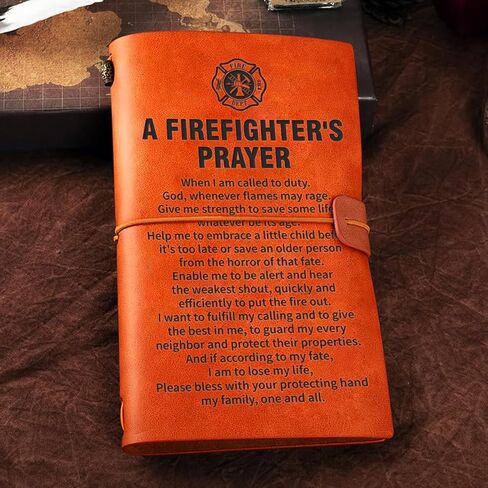 FIRE
DEPT
A FIREFIGHTER'S
PRAYER
When I am called to duty.
God, whenever flames may rage.
Give me strength to save some life
whatever be its age.
Help me to embrace a little child
it's too late or save an older person
from the horror of that fate.
Enable me to be alert and hear
the weakest shout, quickly and
efficiently to put the fire out.
I want to fulfill my calling and to give
the best in me, to guard my every
neighbor and protect their properties.
And if according to my fate,
I am to lose my life,
Please bless with your protecting hand
my family, one and all.